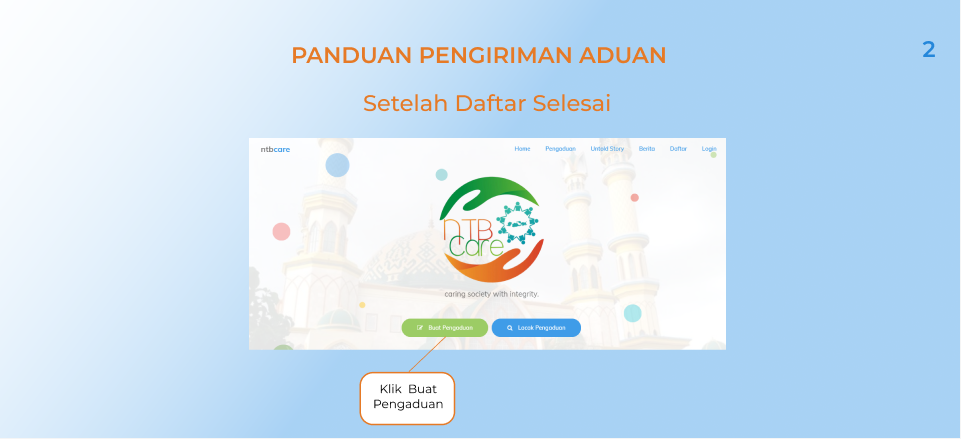 PANDUAN PENGIRIMAN ADUAN
2
Setelah Daftar Selesai
ntbcare
Home Pengaduan Untold Story Berita Daftar Login
NTB
Care
caring society with integrity.
Buat Pengaduan Lacak Pengaduan
Klik Buat
Pengaduan